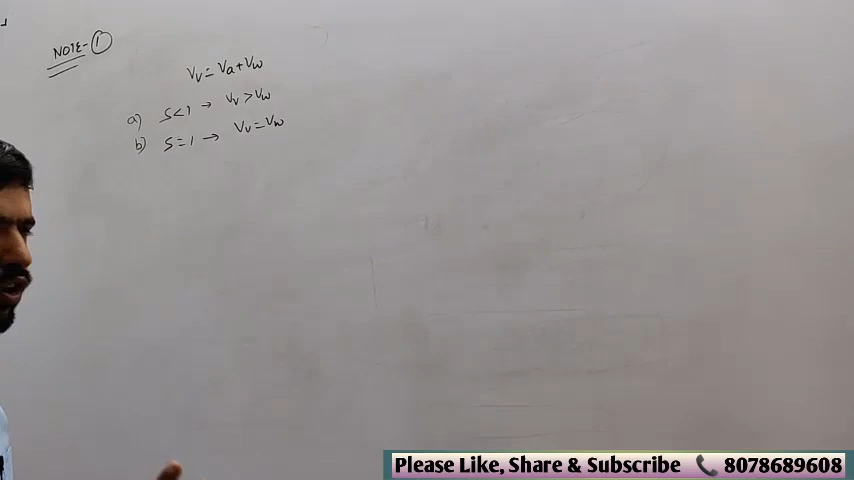 NOTE- 1
Vv = Va + Vw
a) S<1 → Vv > Vw
b) S=1 → Vv = Vw
Please Like, Share & Subscribe 📞 8078689608